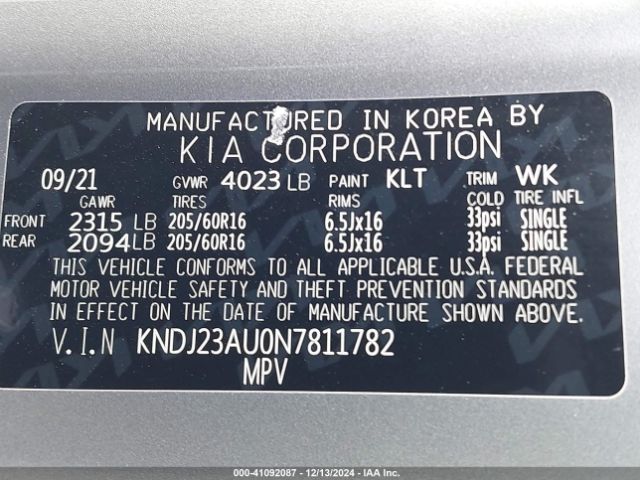 MANUFACTURED IN KOREA BY
KIA CORPORATION
09/21 GVWR 4023 LB PAINT KLT TRIM WK
GAWR TIRES RIMS COLD TIRE INFL
FRONT 2315 LB 205/60R16 6.5Jx16 33psi SINGLE
REAR 2094 LB 205/60R16 6.5Jx16 33psi SINGLE
THIS VEHICLE CONFORMS TO ALL APPLICABLE U.S.A. FEDERAL
MOTOR VEHICLE SAFETY AND THEFT PREVENTION STANDARDS
IN EFFECT ON THE DATE OF MANUFACTURE SHOWN ABOVE.
V.I.N KNDJ23AU0N7811782
MPV
000-41092087 - 12/13/2024 - IAA Inc.